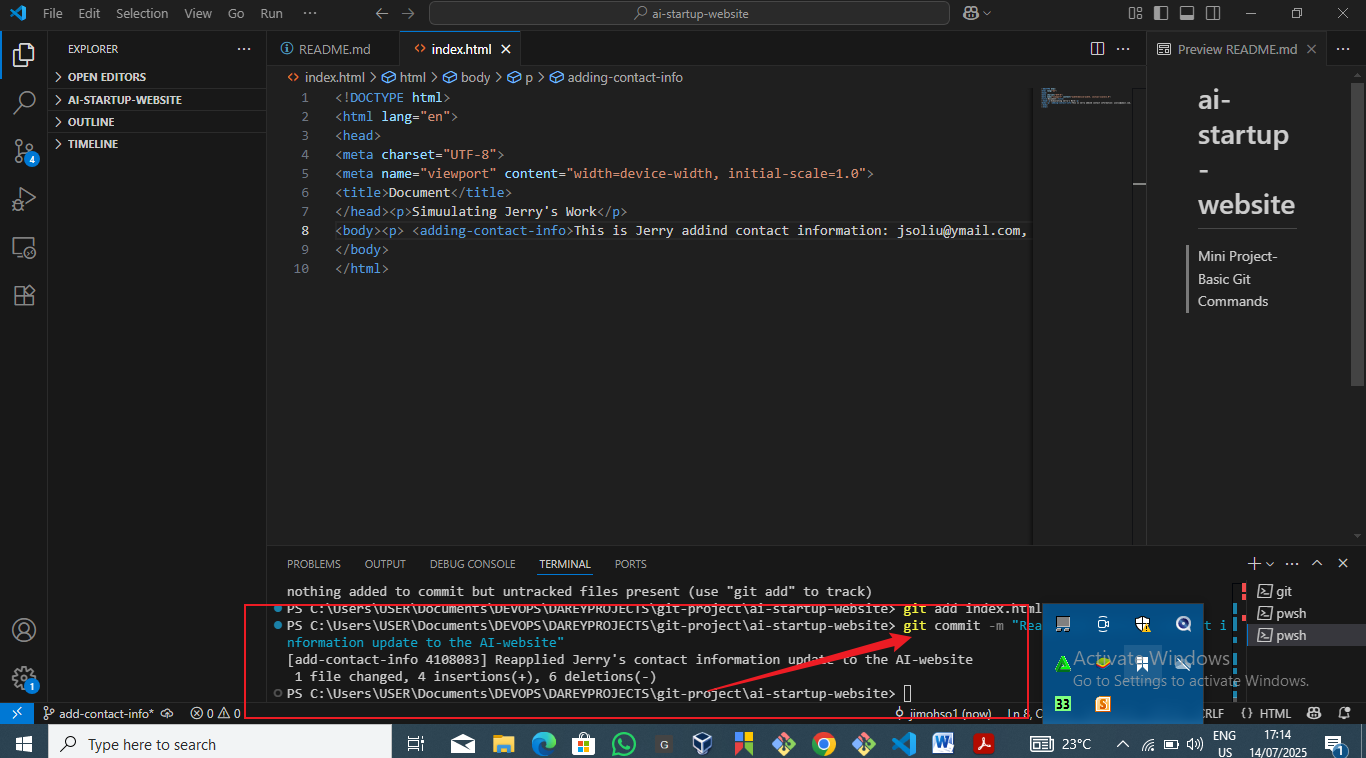 File Edit Selection View Go Run ··· ai-startup-website
EXPLORER
OPEN EDITORS
AI-STARTUP-WEBSITE
OUTLINE
TIMELINE
4
1
README.md index.html
index.html > html > body > p > adding-contact-info
1 <!DOCTYPE html>
2 <html lang="en">
3 <head>
4 <meta charset="UTF-8">
5 <meta name="viewport" content="width=device-width, initial-scale=1.0">
6 <title>Document</title>
7 </head><p>Simuulating Jerry's Work</p>
8 <body><p> <adding-contact-info>This is Jerry addind contact information: jsoliu@ymail.com,
9 </body>
10 </html>
Preview README.md
ai-
startup
-
website
Mini Project-
Basic Git
Commands
PROBLEMS OUTPUT DEBUG CONSOLE TERMINAL PORTS
nothing added to commit but untracked files present (use "git add" to track)
PS C:\Users\USER\Documents\DEVOPS\DAREYPROJECTS\git-project\ai-startup-website> git add index.html
PS C:\Users\USER\Documents\DEVOPS\DAREYPROJECTS\git-project\ai-startup-website> git commit -m "Rea t i
nformation update to the AI-website"
[add-contact-info 4108083] Reapplied Jerry's contact information update to the AI-website
1 file changed, 4 insertions(+), 6 deletions(-)
PS C:\Users\USER\Documents\DEVOPS\DAREYPROJECTS\git-project\ai-startup-website>
git
pwsh
pwsh
33
S
Activate Windows
Go to Settings to activate Windows.
add-contact-info* 0 0 jimohso1 (now) Ln 8, C CRLF {} HTML
Type here to search
G
W
23°C
ENG
US
17:14
14/07/2025
1